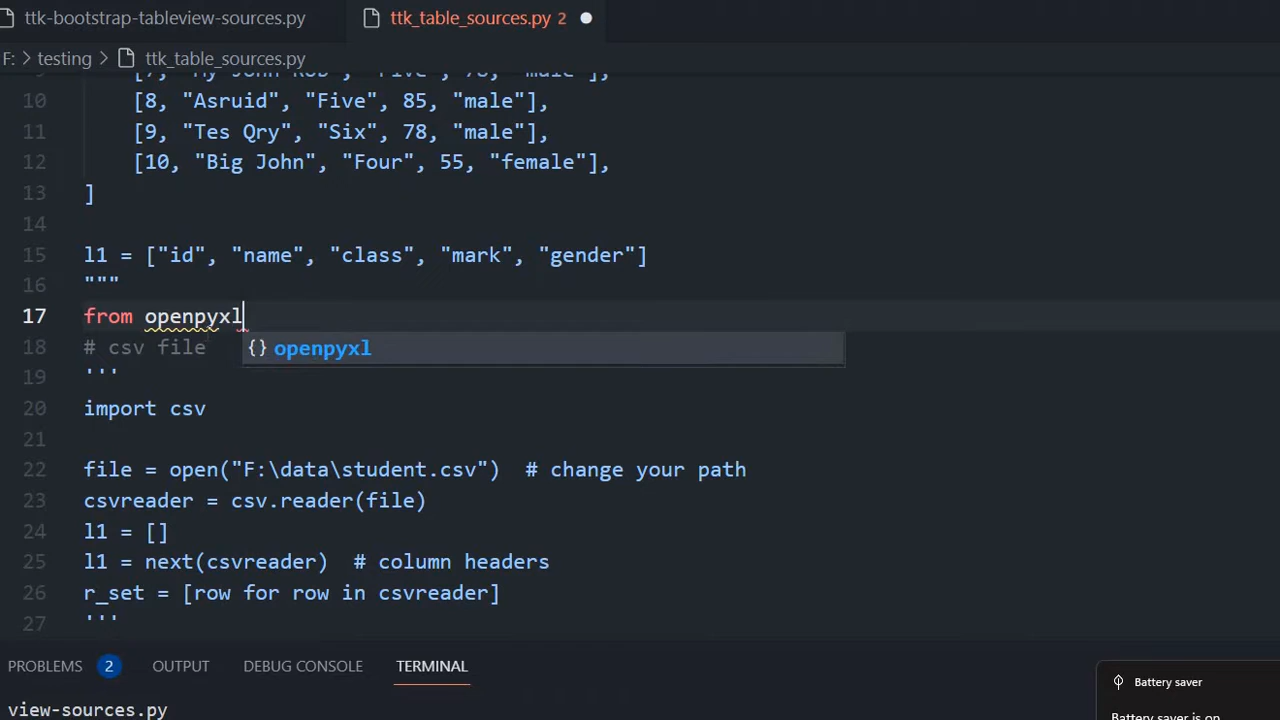 ttk-bootstrap-tableview-sources.py
ttk_table_sources.py 2
F: > testing > ttk_table_sources.py
10 [8, "Asruid", "Five", 85, "male"],
11 [9, "Tes Qry", "Six", 78, "male"],
12 [10, "Big John", "Four", 55, "female"],
13 ]
14
15 l1 = ["id", "name", "class", "mark", "gender"]
16 """
17 from openpyxl
{} openpyxl
18 # csv file
19 '''
20 import csv
21
22 file = open("F:\data\student.csv")  # change your path
23 csvreader = csv.reader(file)
24 l1 = []
25 l1 = next(csvreader)  # column headers
26 r_set = [row for row in csvreader]
27 '''
PROBLEMS 2 OUTPUT DEBUG CONSOLE TERMINAL
view-sources.py
Battery saver
Battery saver is on